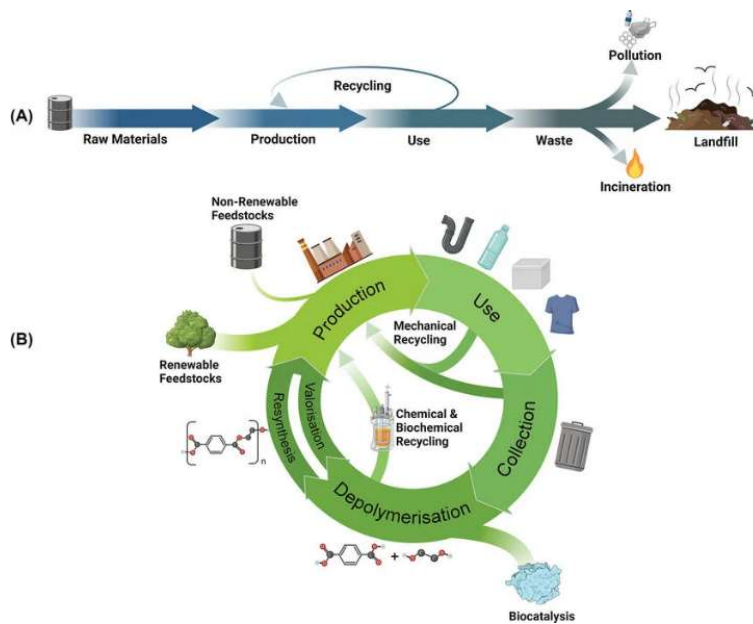 Pollution
Recycling
(A)
Raw Materials
Production
Use
Waste
Landfill
Incineration
Non-Renewable
Feedstocks
Production
Use
Mechanical
Recycling
(B)
Renewable
Feedstocks
Resynthesis
Valorisation
Chemical &
Biochemical
Recycling
Collection
n
Depolymerisation
+
Biocatalysis